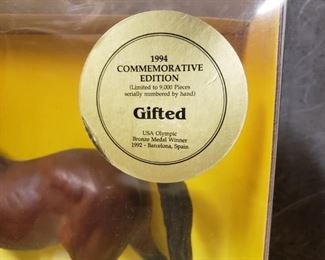 1994
COMMEMORATIVE
EDITION
(Limited to 9,000 Pieces
serially numbered by hand)
Gifted
USA Olympic
Bronze Medal Winner
1992 - Barcelona, Spain